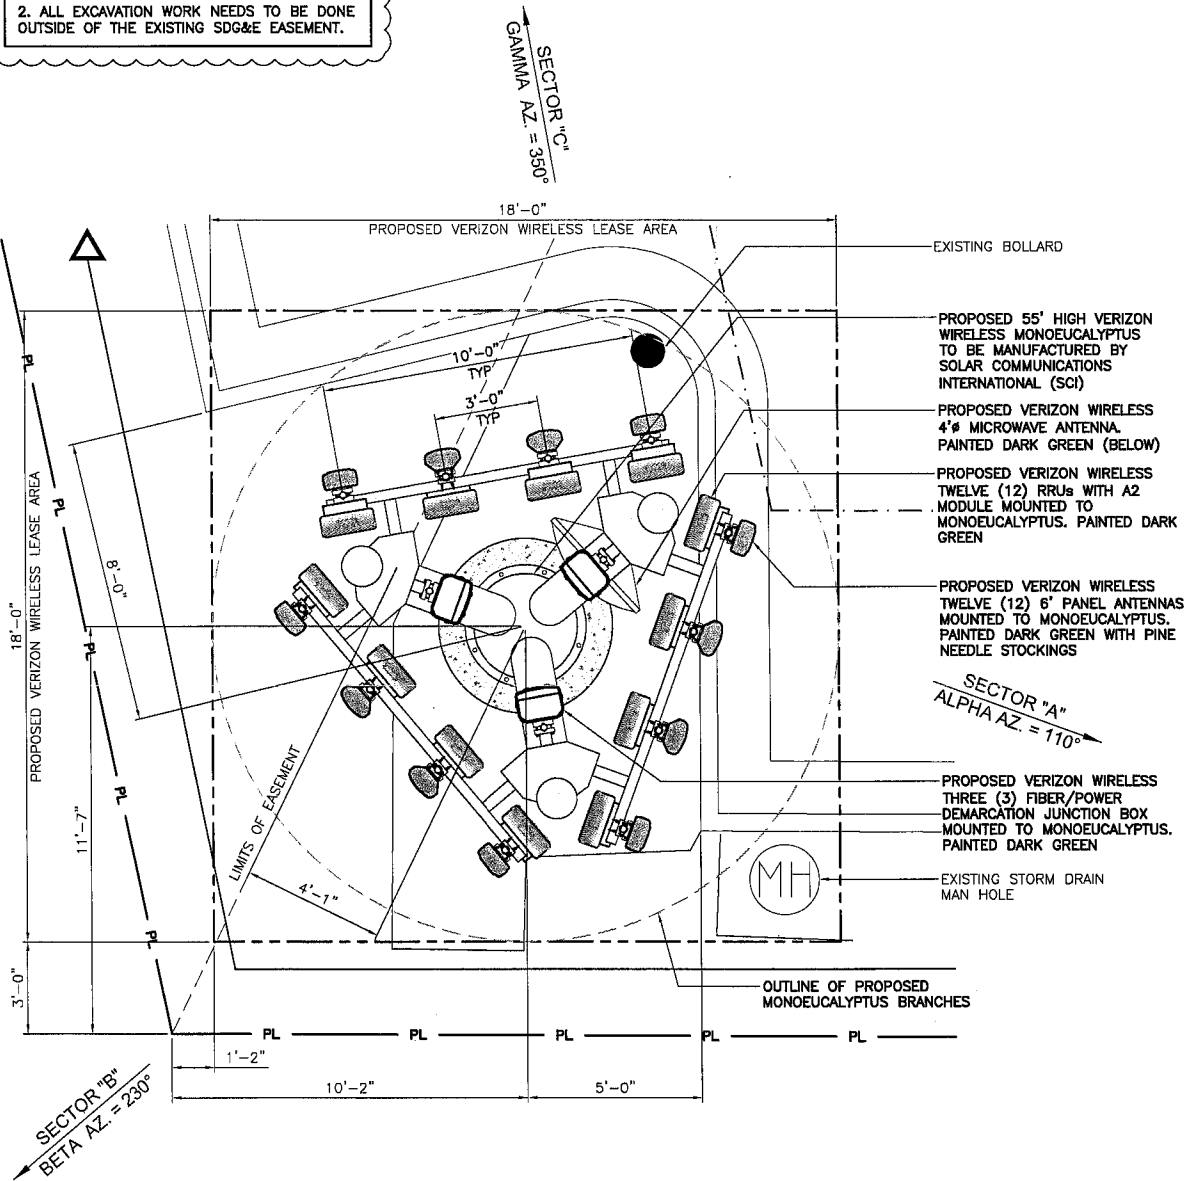 2. ALL EXCAVATION WORK NEEDS TO BE DONE
OUTSIDE OF THE EXISTING SDG&E EASEMENT.
SECTOR "C"
GAMMA AZ. = 350°
18'-0"
PROPOSED VERIZON WIRELESS LEASE AREA
EXISTING BOLLARD
PROPOSED 55' HIGH VERIZON
WIRELESS MONOEUCALYPTUS
TO BE MANUFACTURED BY
SOLAR COMMUNICATIONS
INTERNATIONAL (SCI)
10'-0"
TYP
3'-0"
TYP
PROPOSED VERIZON WIRELESS
4'ø MICROWAVE ANTENNA.
PAINTED DARK GREEN (BELOW)
PROPOSED VERIZON WIRELESS
TWELVE (12) RRUs WITH A2
MODULE MOUNTED TO
MONOEUCALYPTUS. PAINTED DARK
GREEN
PROPOSED VERIZON WIRELESS
TWELVE (12) 6' PANEL ANTENNAS
MOUNTED TO MONOEUCALYPTUS.
PAINTED DARK GREEN WITH PINE
NEEDLE STOCKINGS
SECTOR "A"
ALPHA AZ. = 110°
PROPOSED VERIZON WIRELESS
THREE (3) FIBER/POWER
DEMARCATION JUNCTION BOX
MOUNTED TO MONOEUCALYPTUS.
PAINTED DARK GREEN
MH
EXISTING STORM DRAIN
MAN HOLE
OUTLINE OF PROPOSED
MONOEUCALYPTUS BRANCHES
PL
PL
PL
PL
PL
18'-0"
PROPOSED VERIZON WIRELESS LEASE AREA
8'-0"
11'-7"
LIMITS OF EASEMENT
4'-1"
3'-0"
PL
PL
PL
PL
PL
1'-2"
10'-2"
5'-0"
SECTOR "B"
BETA AZ. = 230°